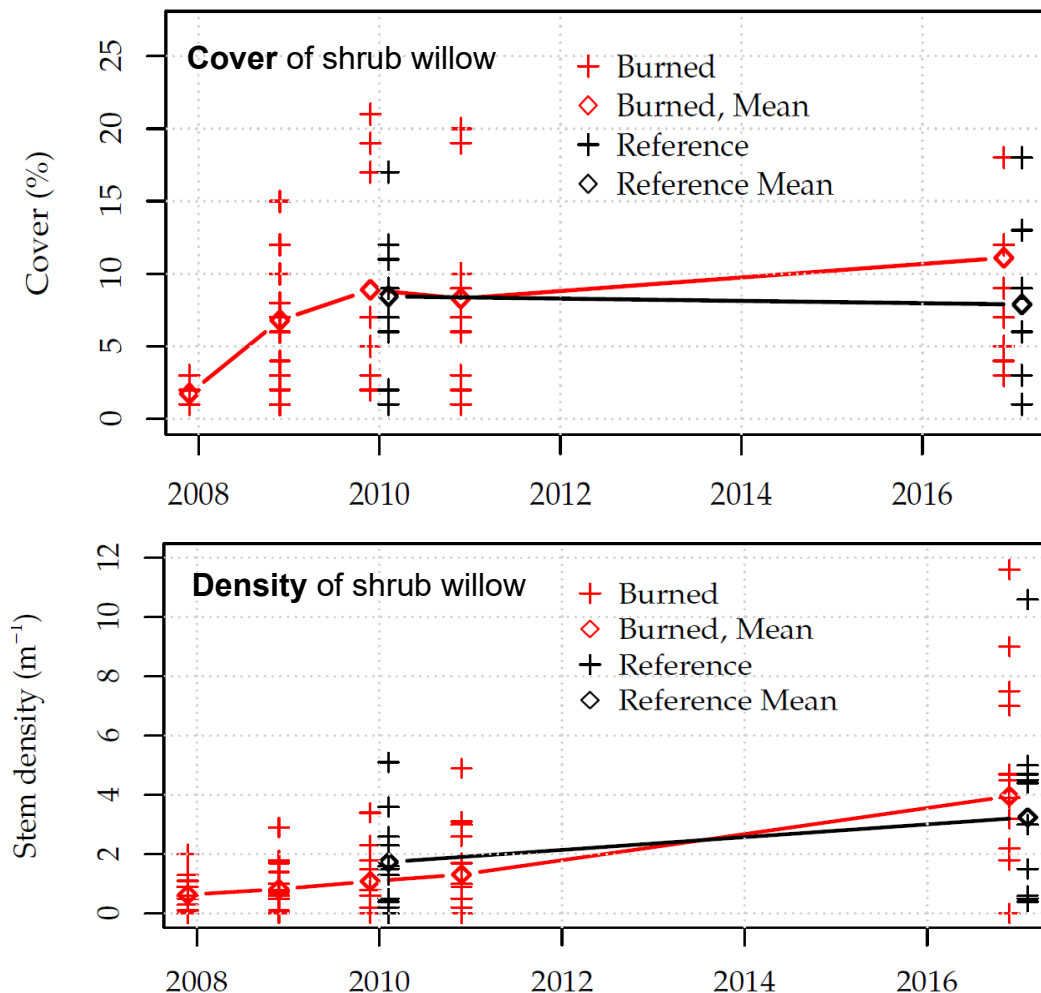 Cover of shrub willow
Burned
Burned, Mean
Reference
Reference Mean
Cover (%)
25
20
15
10
5
0
2008 2010 2012 2014 2016
Density of shrub willow
Burned
Burned, Mean
Reference
Reference Mean
Stem density (m⁻¹)
12
10
8
6
4
2
0
2008 2010 2012 2014 2016